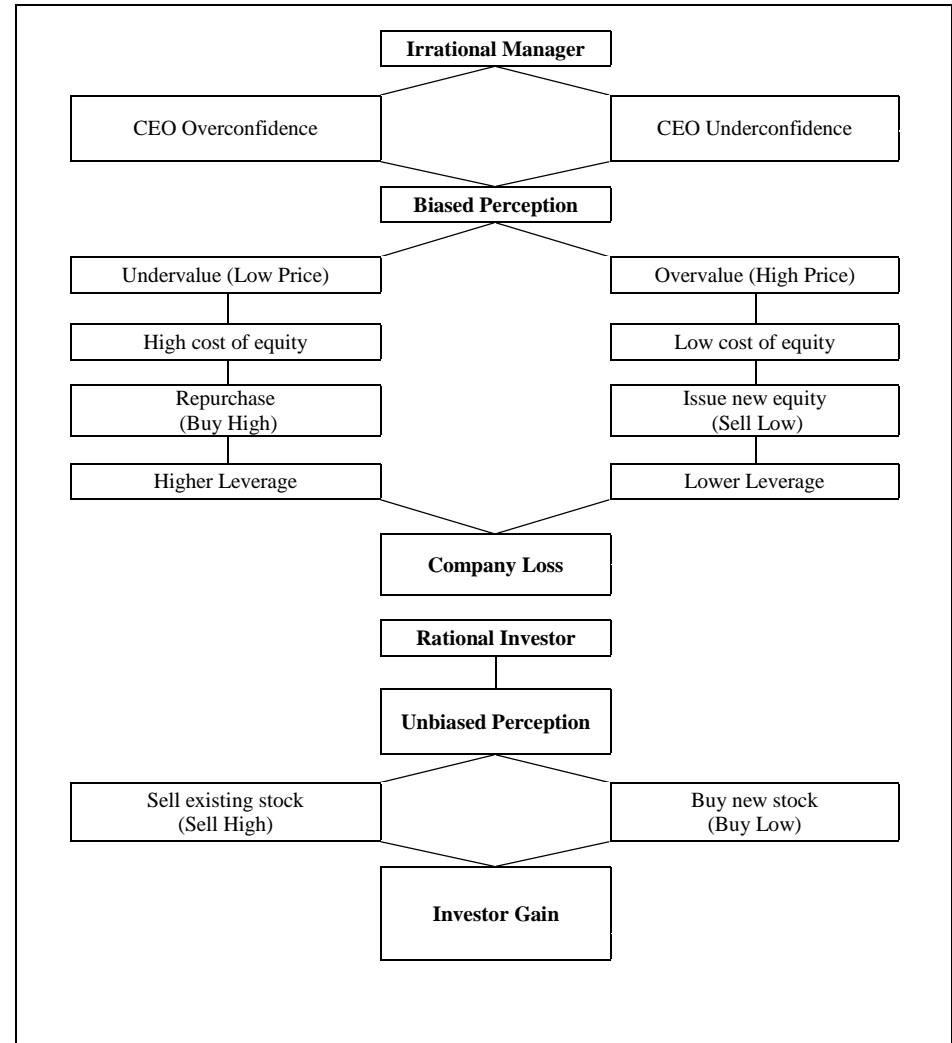 Irrational Manager
CEO Overconfidence
CEO Underconfidence
Biased Perception
Undervalue (Low Price)
Overvalue (High Price)
High cost of equity
Low cost of equity
Repurchase
(Buy High)
Issue new equity
(Sell Low)
Higher Leverage
Lower Leverage
Company Loss
Rational Investor
Unbiased Perception
Sell existing stock
(Sell High)
Buy new stock
(Buy Low)
Investor Gain